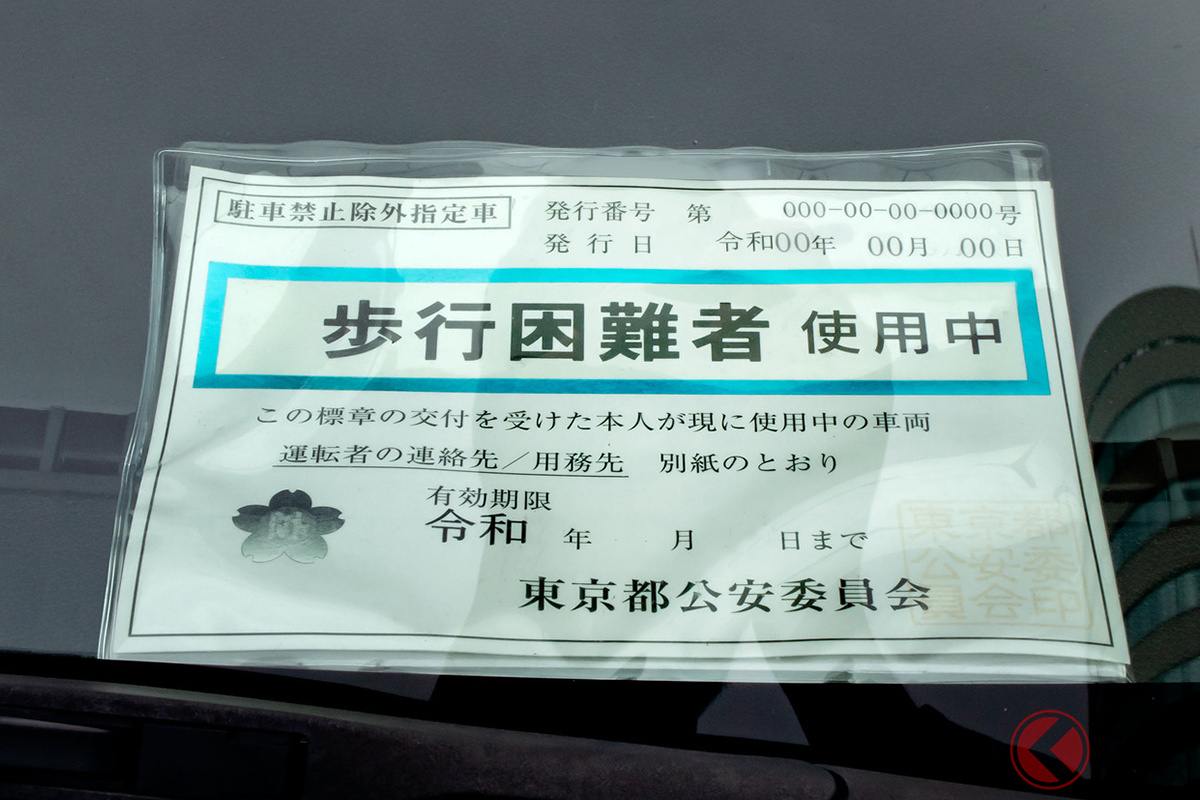 駐車禁止除外指定車
発行番号 第 000-00-00-0000号
発行日 令和00年 00月 00日
歩行困難者 使用中
この標章の交付を受けた本人が現に使用中の車両
運転者の連絡先／用務先 別紙のとおり
有効期限
令和 年 月 日まで
東京都公安委員会
東京都
公安委
員会印